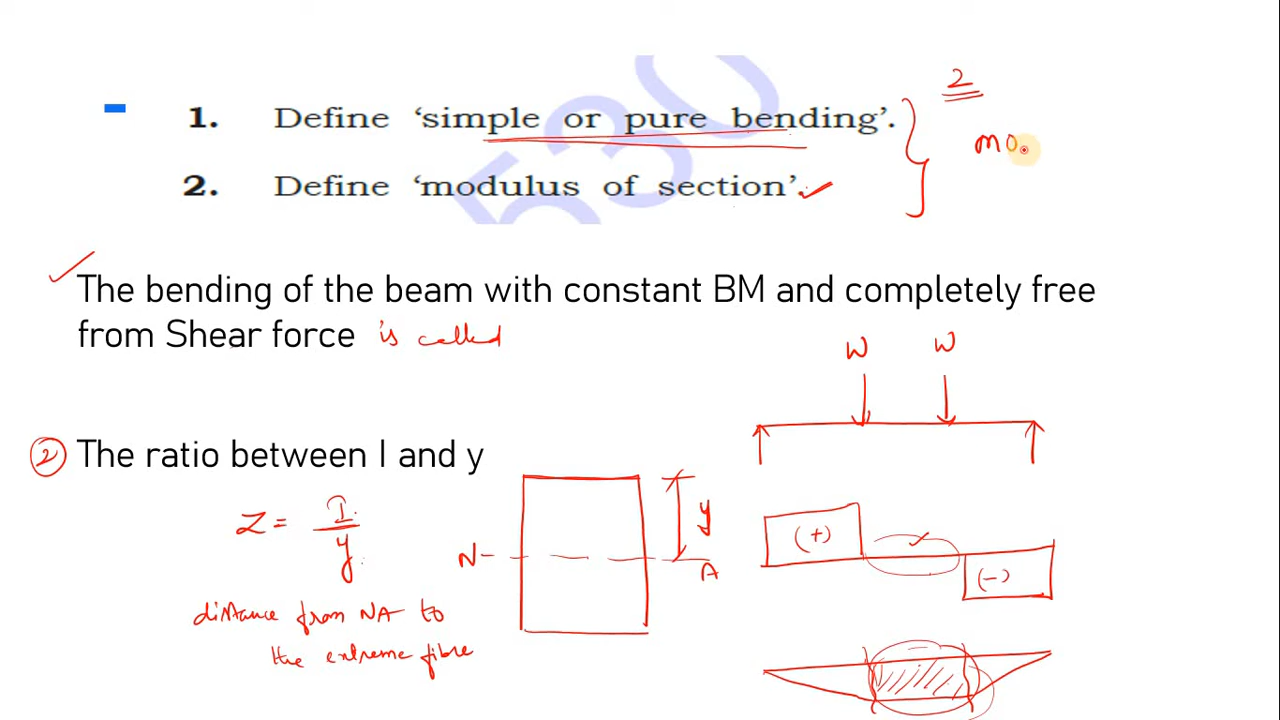 530
2
1. Define ‘simple or pure bending’.
mo
2. Define ‘modulus of section’.
The bending of the beam with constant BM and completely free
from Shear force is called
W W
2 The ratio between I and y
Z = I
y
y
N A
(+)
(-)
distance from NA to
the extreme fibre